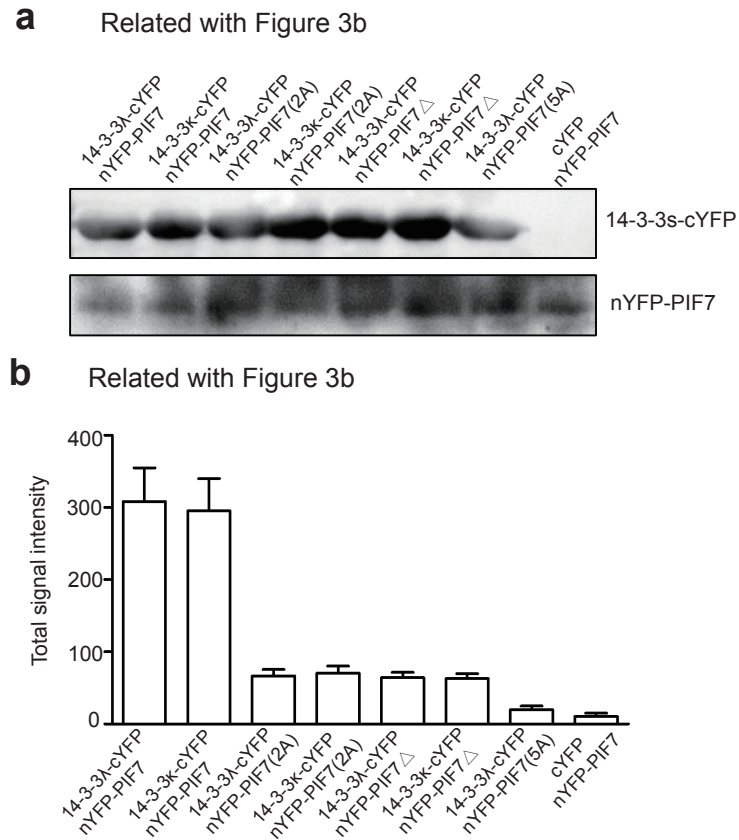 a
Related with Figure 3b
14-3-3λ-cYFP
nYFP-PIF7
14-3-3κ-cYFP
nYFP-PIF7
14-3-3λ-cYFP
nYFP-PIF7(2A)
14-3-3κ-cYFP
nYFP-PIF7(2A)
14-3-3λ-cYFP
nYFP-PIF7△
14-3-3κ-cYFP
nYFP-PIF7△
14-3-3λ-cYFP
nYFP-PIF7(5A)
cYFP
nYFP-PIF7
14-3-3s-cYFP
nYFP-PIF7
b
Related with Figure 3b
Total signal intensity
400
300
200
100
0
14-3-3λ-cYFP
nYFP-PIF7
14-3-3κ-cYFP
nYFP-PIF7
14-3-3λ-cYFP
nYFP-PIF7(2A)
14-3-3κ-cYFP
nYFP-PIF7(2A)
14-3-3λ-cYFP
nYFP-PIF7△
14-3-3κ-cYFP
nYFP-PIF7△
14-3-3λ-cYFP
nYFP-PIF7(5A)
cYFP
nYFP-PIF7